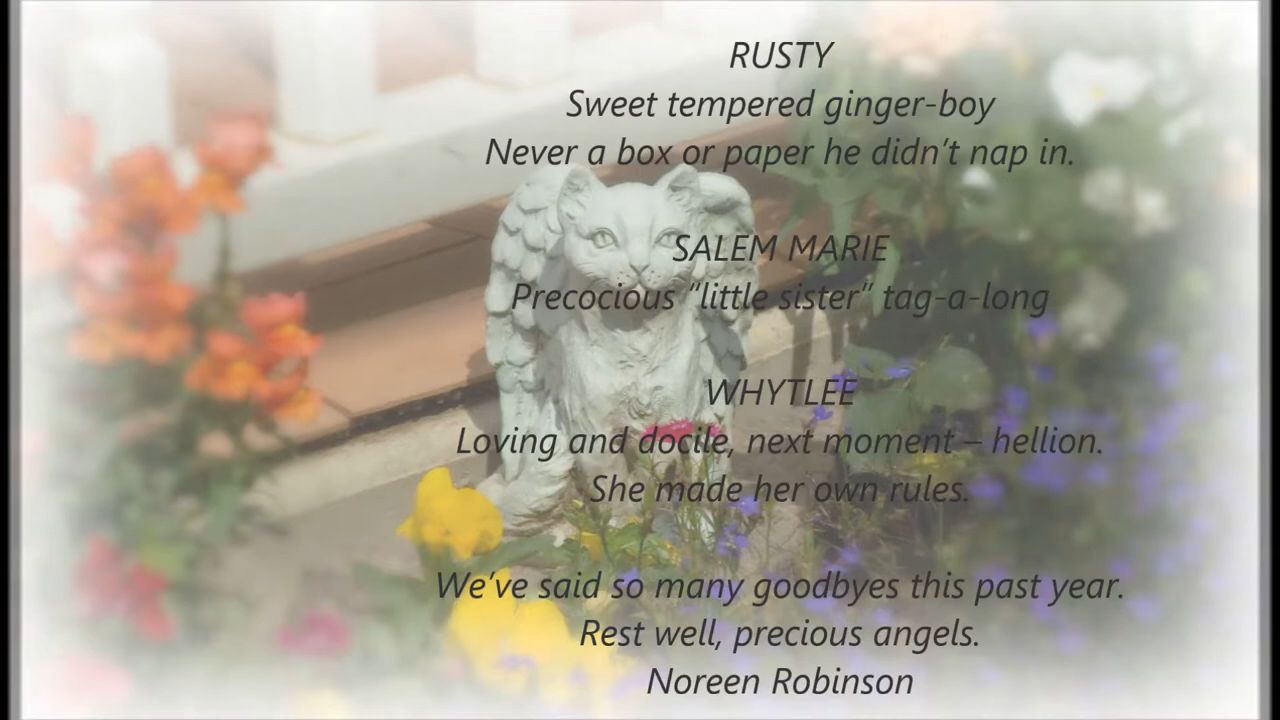 RUSTY
Sweet tempered ginger-boy
Never a box or paper he didn't nap in.
SALEM MARIE
Precocious "little sister" tag-a-long
WHYTLEE
Loving and docile, next moment – hellion.
She made her own rules.
We've said so many goodbyes this past year.
Rest well, precious angels.
Noreen Robinson